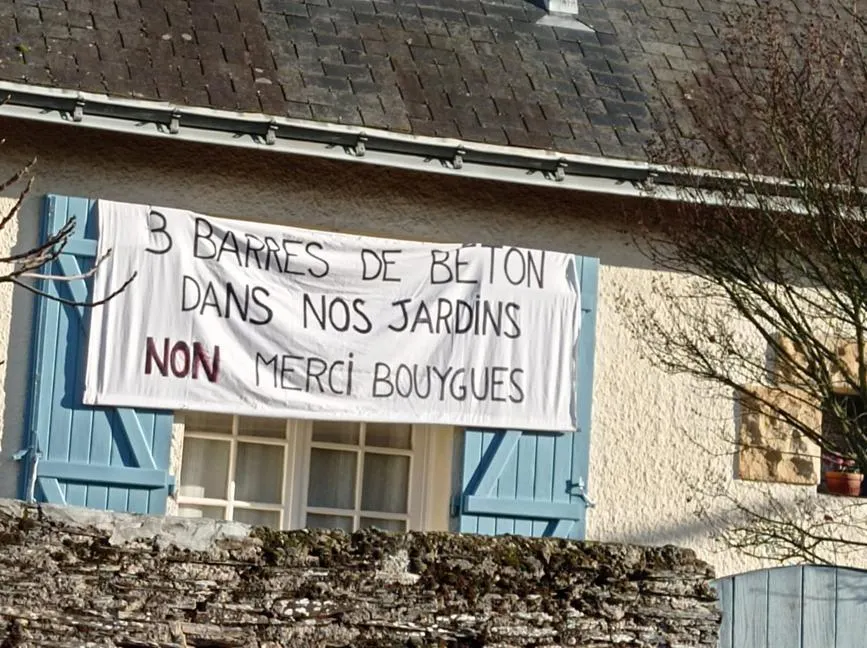 3 BARRES DE BÉTON
DANS NOS JARDiNS
NON MERCi BOUYGUES